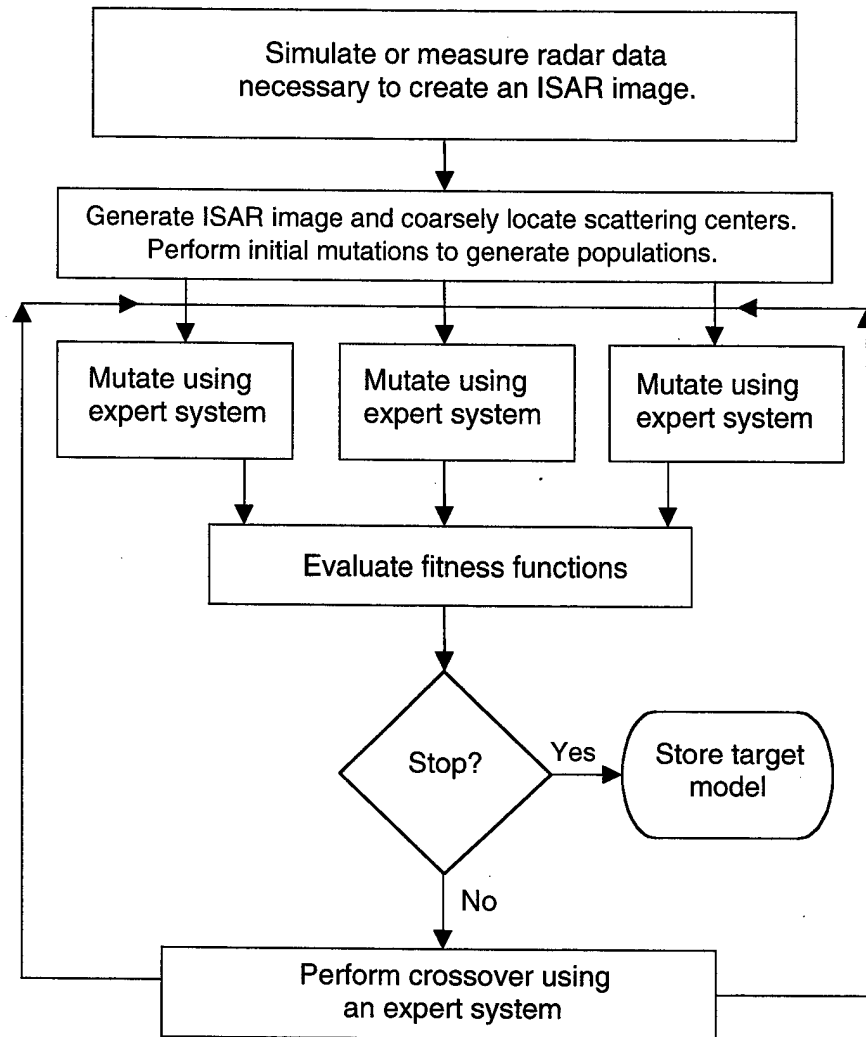 Simulate or measure radar data
necessary to create an ISAR image.
Generate ISAR image and coarsely locate scattering centers.
Perform initial mutations to generate populations.
Mutate using
expert system
Mutate using
expert system
Mutate using
expert system
Evaluate fitness functions
Stop?
Yes
Store target
model
No
Perform crossover using
an expert system